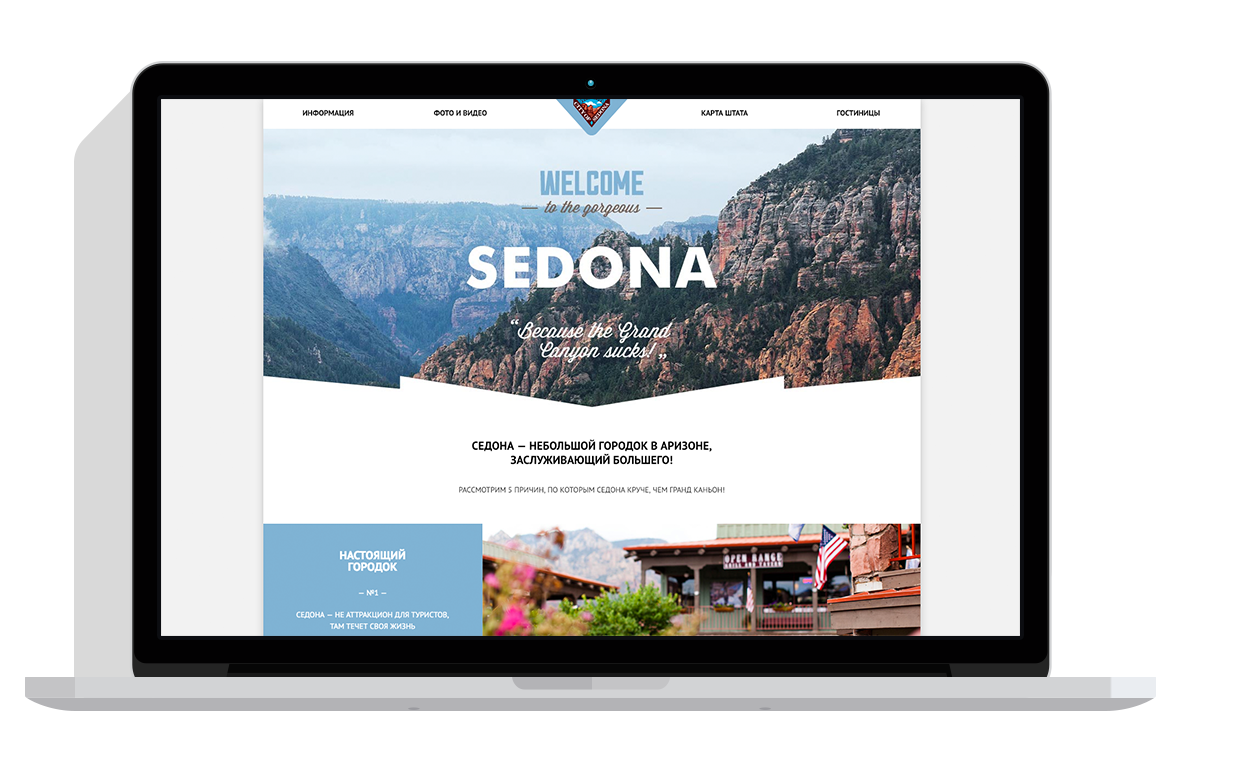 ИНФОРМАЦИЯ
ФОТО И ВИДЕО
КАРТА ШТАТА
ГОСТИНИЦЫ
WELCOME
— to the gorgeous —
SEDONA
“Because the Grand
Canyon sucks! „
СЕДОНА — НЕБОЛЬШОЙ ГОРОДОК В АРИЗОНЕ,
ЗАСЛУЖИВАЮЩИЙ БОЛЬШЕГО!
РАССМОТРИМ 5 ПРИЧИН, ПО КОТОРЫМ СЕДОНА КРУЧЕ, ЧЕМ ГРАНД КАНЬОН!
НАСТОЯЩИЙ
ГОРОДОК
— №1 —
СЕДОНА — НЕ АТТРАКЦИОН ДЛЯ ТУРИСТОВ,
ТАМ ТЕЧЕТ СВОЯ ЖИЗНЬ
OPEN RANGE
GRILL AND TAVERN